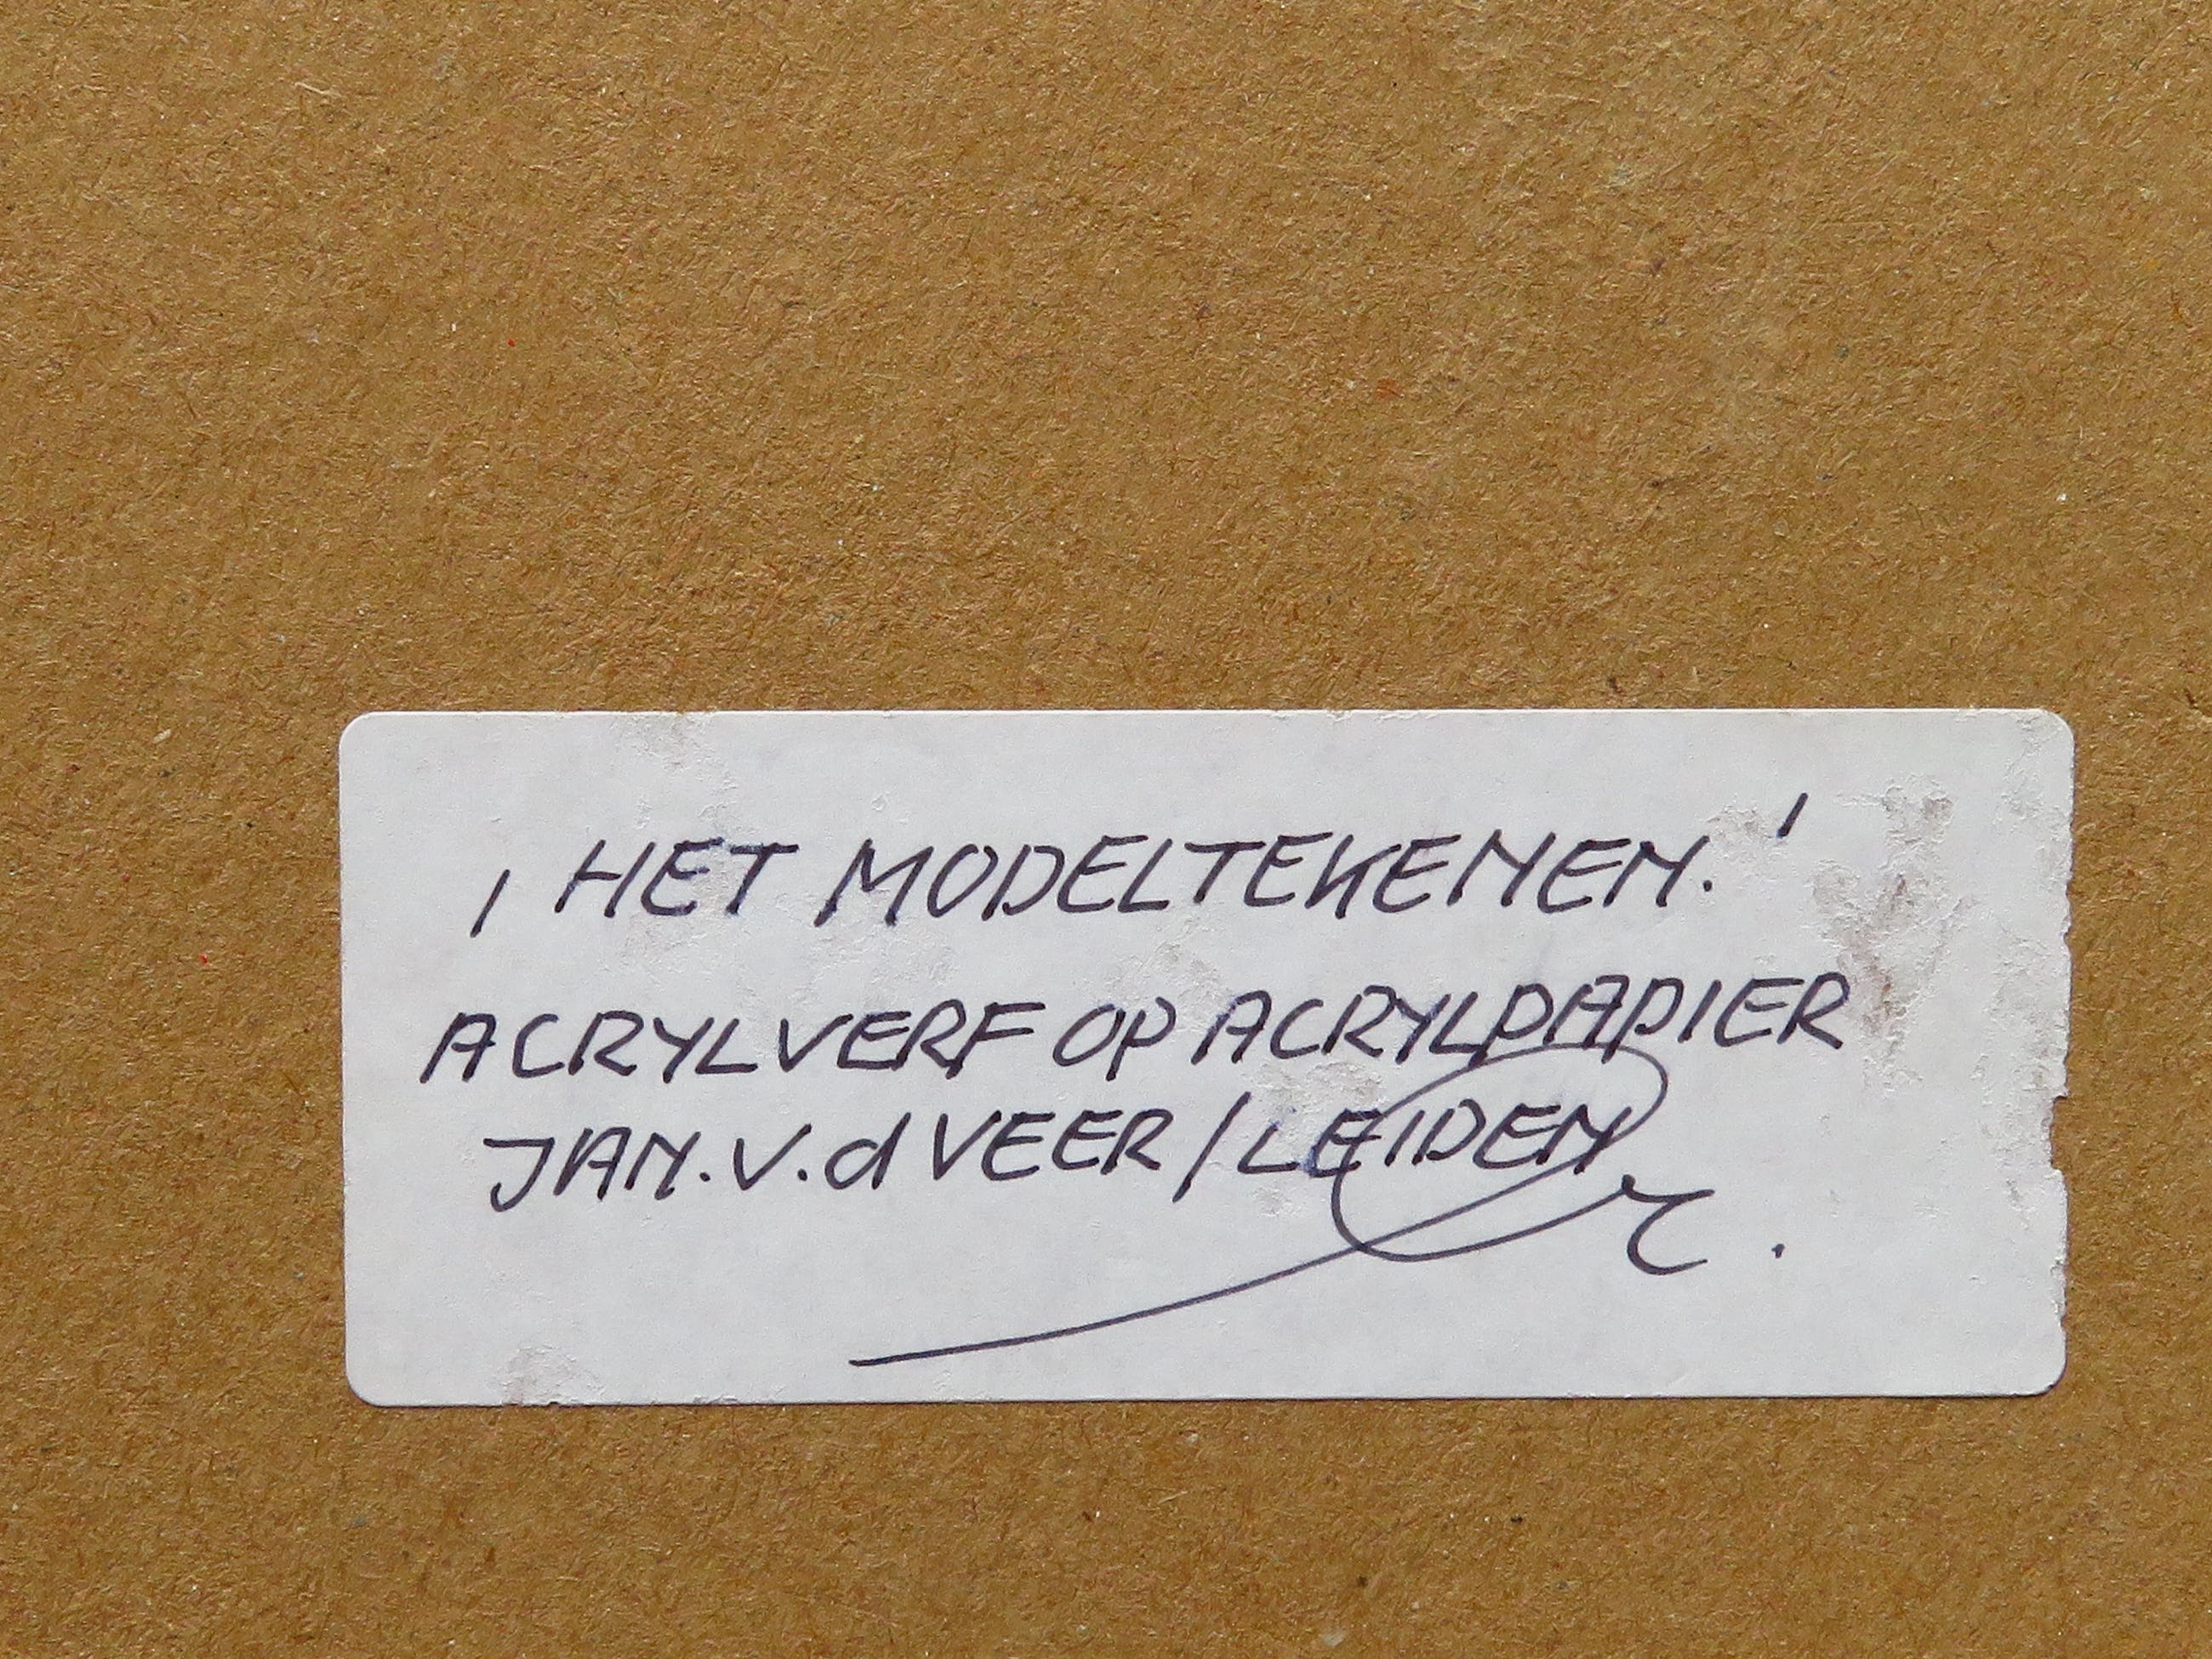 , HET MODELTEKENEN.'
ACRYLVERF OP ACRYLPAPIER
JAN.V.d VEER/LEIDEN